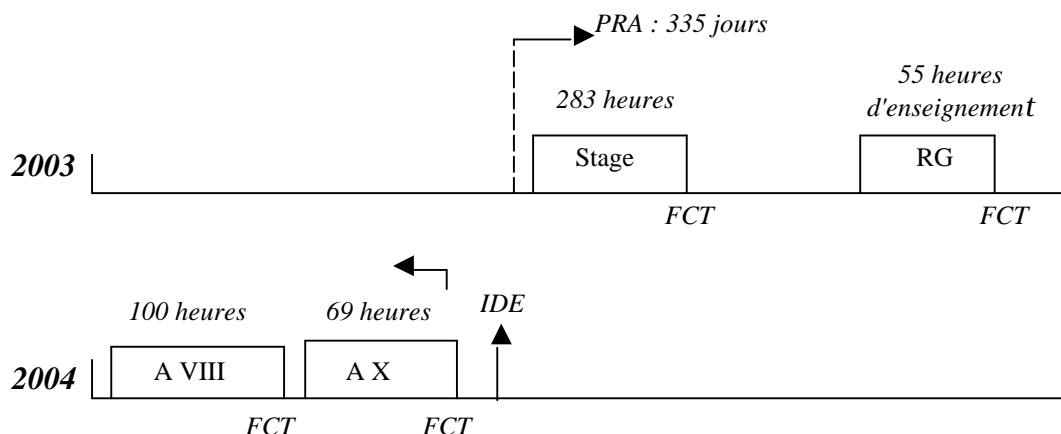 PRA : 335 jours
283 heures
55 heures
d'enseignement
2003
Stage
RG
FCT
FCT
100 heures
69 heures
IDE
2004
A VIII
A X
FCT
FCT